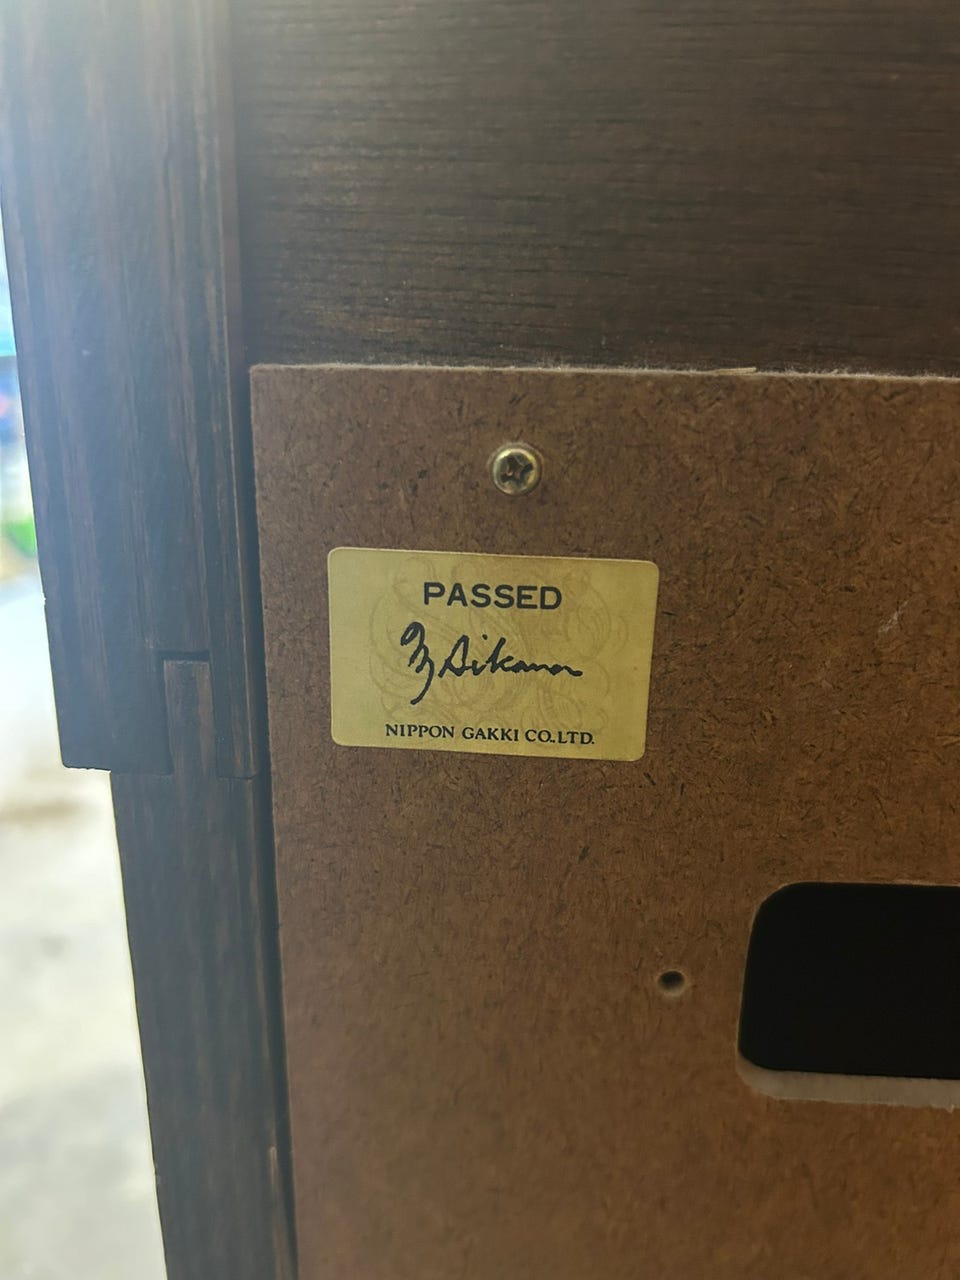 PASSED
NIPPON GAKKI CO.LTD.